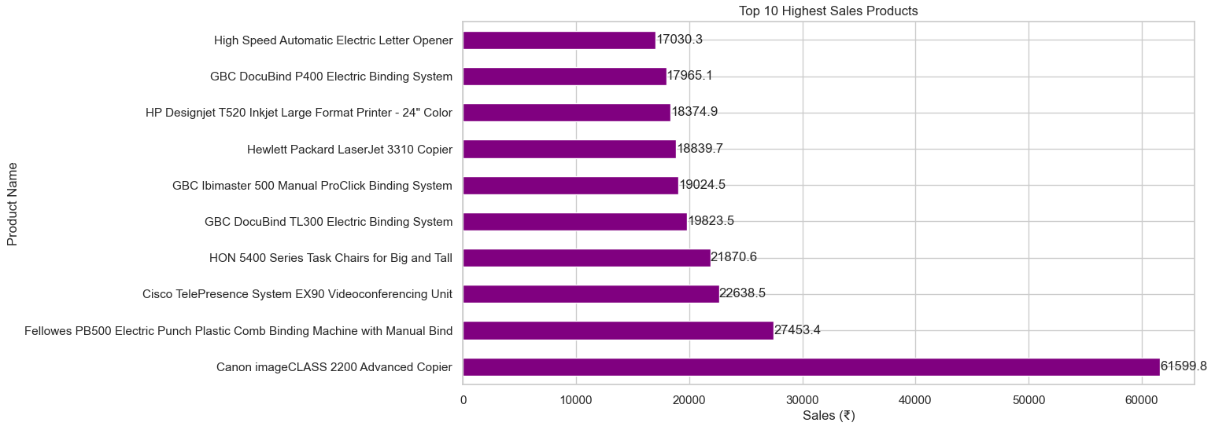 Top 10 Highest Sales Products
Product Name
High Speed Automatic Electric Letter Opener 17030.3
GBC DocuBind P400 Electric Binding System 17965.1
HP Designjet T520 Inkjet Large Format Printer - 24" Color 18374.9
Hewlett Packard LaserJet 3310 Copier 18839.7
GBC Ibimaster 500 Manual ProClick Binding System 19024.5
GBC DocuBind TL300 Electric Binding System 19823.5
HON 5400 Series Task Chairs for Big and Tall 21870.6
Cisco TelePresence System EX90 Videoconferencing Unit 22638.5
Fellowes PB500 Electric Punch Plastic Comb Binding Machine with Manual Bind 27453.4
Canon imageCLASS 2200 Advanced Copier 61599.8
0 10000 20000 30000 40000 50000 60000
Sales (₹)